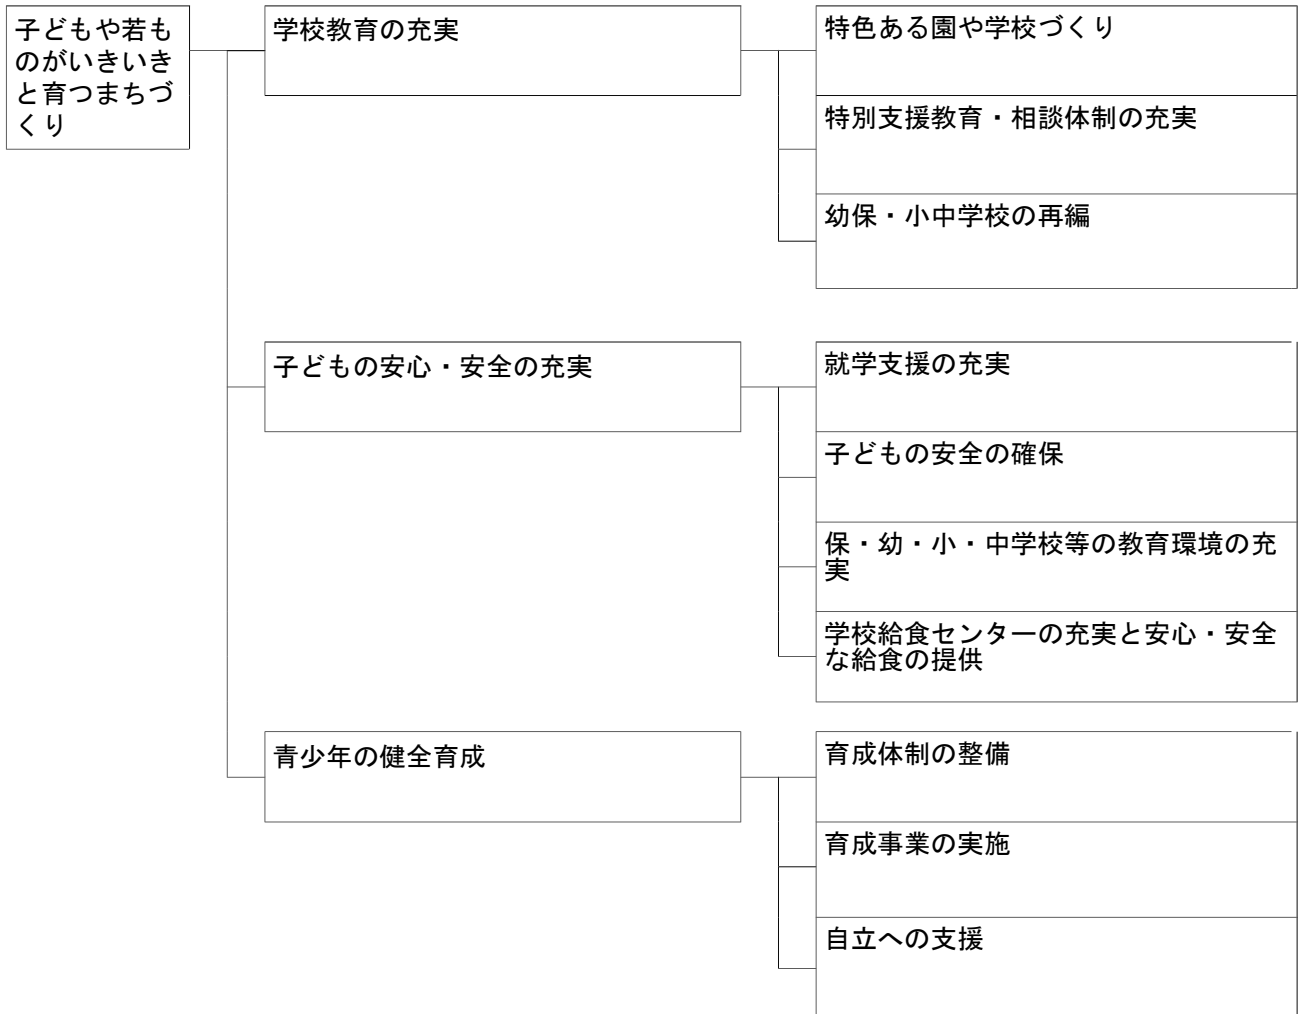 子どもや若も
のがいきいき
と育つまちづ
くり
学校教育の充実
特色ある園や学校づくり
特別支援教育・相談体制の充実
幼保・小中学校の再編
子どもの安心・安全の充実
就学支援の充実
子どもの安全の確保
保・幼・小・中学校等の教育環境の充
実
学校給食センターの充実と安心・安全
な給食の提供
青少年の健全育成
育成体制の整備
育成事業の実施
自立への支援